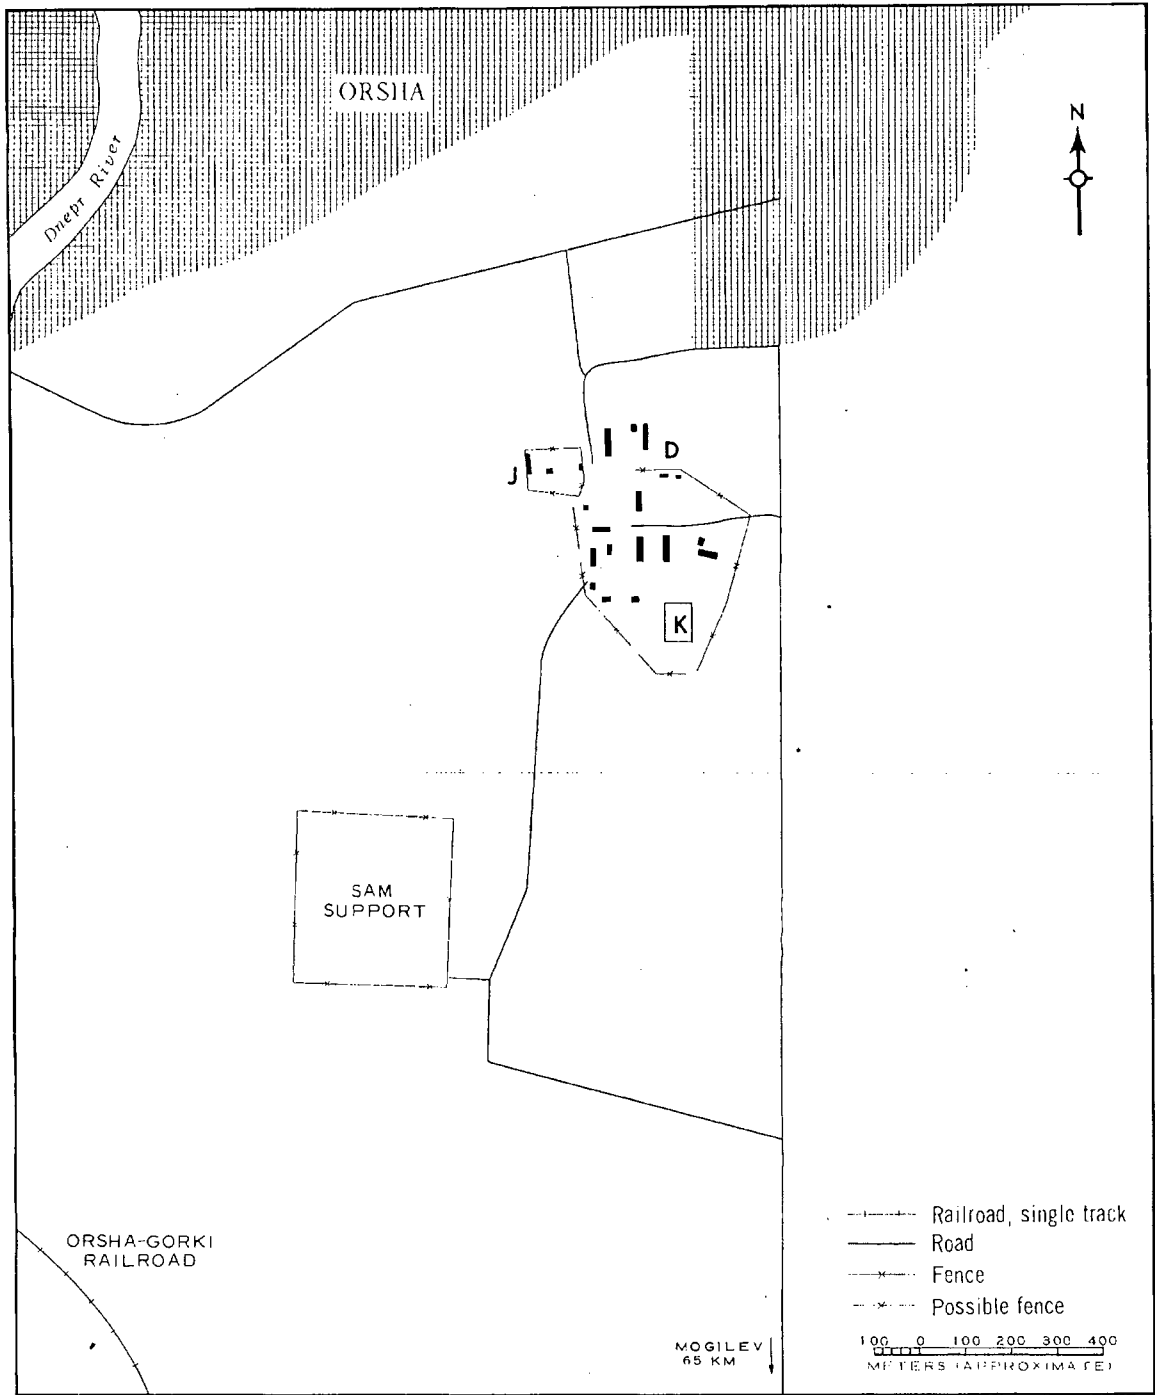 ORSHA
N
Dnepr River
D
J
K
SAM
SUPPORT
ORSHA-GORKI
RAILROAD
Railroad, single track
Road
Fence
Possible fence
MOGILEV
65 KM
100 0 100 200 300 400
METERS (APPROXIMATE)